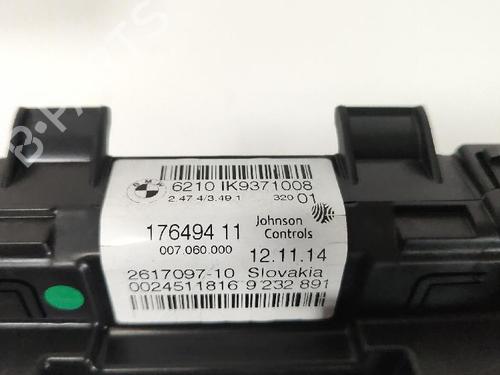 B-PARTS
BMW
6210 IK9371008
2 47 4/3.49 1 320 01
176494 11
Johnson
Controls
007.060.000
12.11.14
2617097-10 Slovakia
0024511816 9 232 891